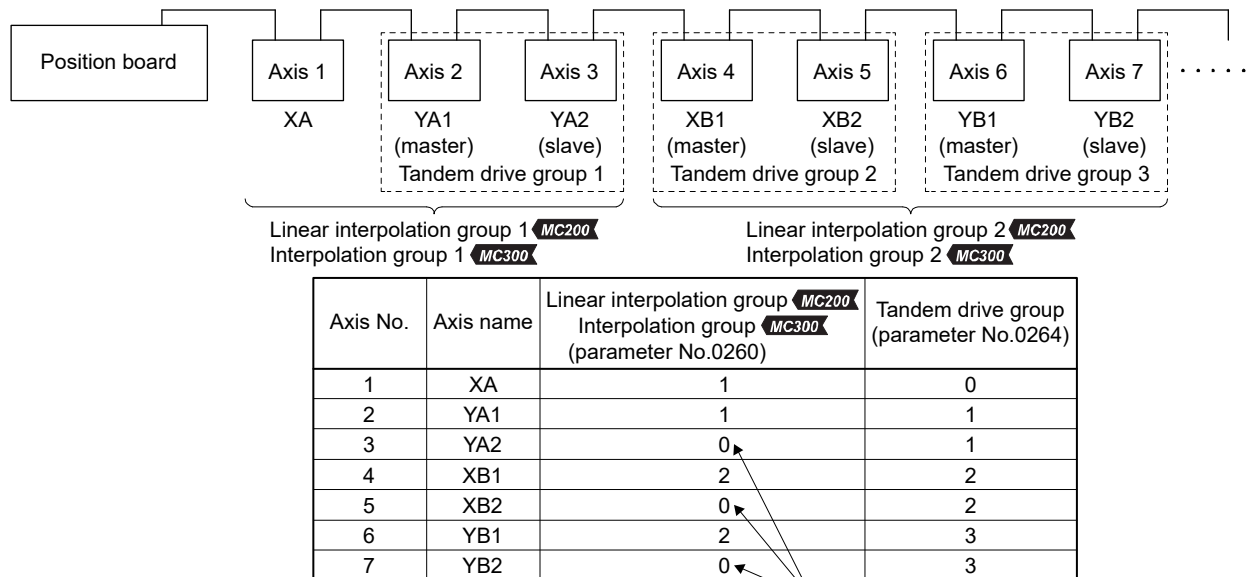 Position board
Axis 1
Axis 2
Axis 3
Axis 4
Axis 5
Axis 6
Axis 7
. . . . .
XA
YA1
(master)
YA2
(slave)
XB1
(master)
XB2
(slave)
YB1
(master)
YB2
(slave)
Tandem drive group 1
Tandem drive group 2
Tandem drive group 3
Linear interpolation group 1 MC200
Interpolation group 1 MC300
Linear interpolation group 2 MC200
Interpolation group 2 MC300
Axis No. Axis name Linear interpolation group MC200 Interpolation group MC300 (parameter No.0260) Tandem drive group (parameter No.0264)
1 XA 1 0
2 YA1 1 1
3 YA2 0 1
4 XB1 2 2
5 XB2 0 2
6 YB1 2 3
7 YB2 0 3